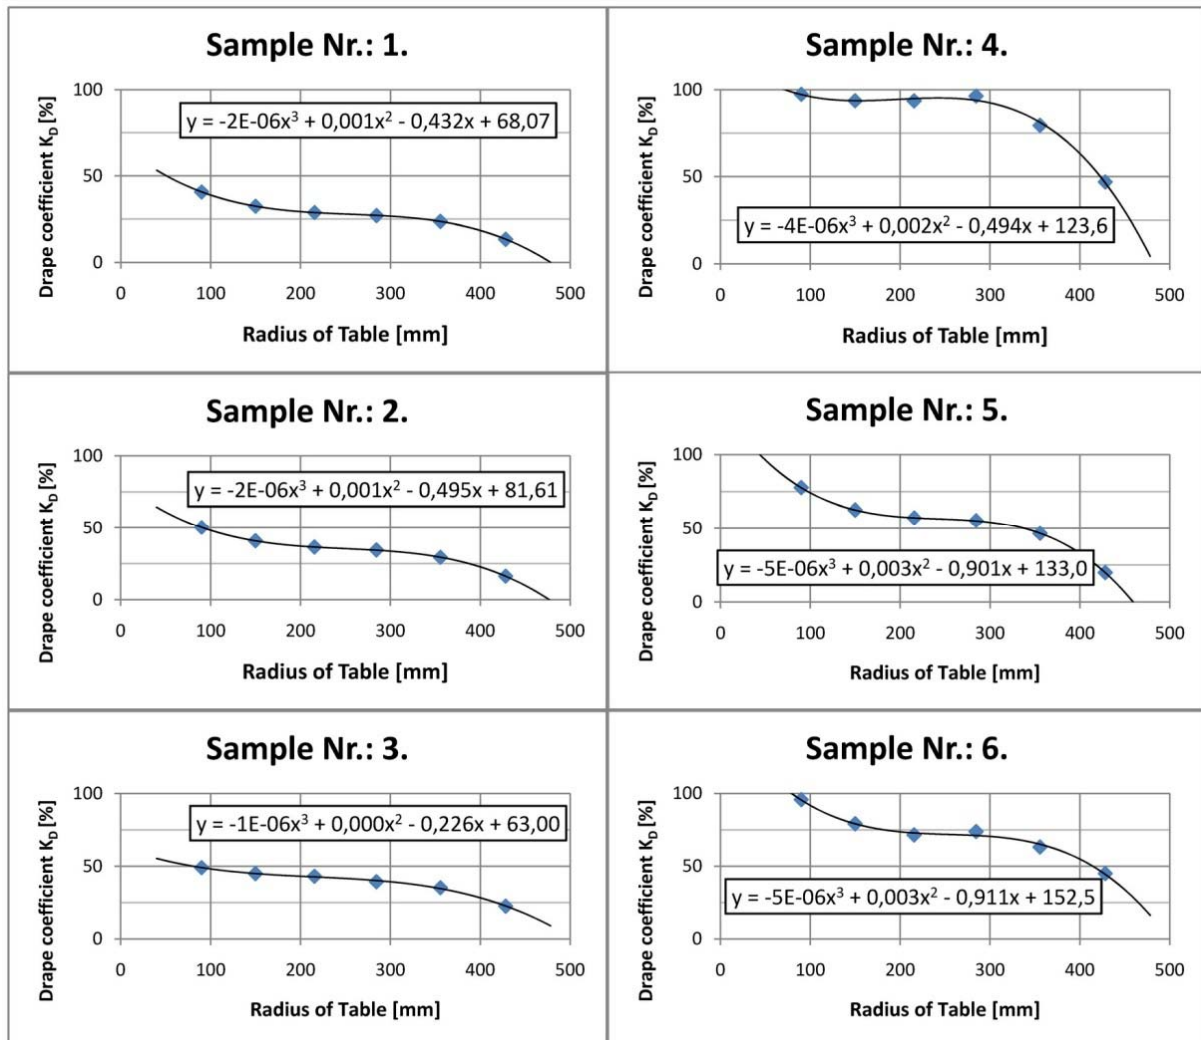 Sample Nr.: 1.
Drape coefficient K_D [%]
100
50
0
y = -2E-06x³ + 0,001x² - 0,432x + 68,07
0 100 200 300 400 500
Radius of Table [mm]
Sample Nr.: 4.
Drape coefficient K_D [%]
100
50
0
y = -4E-06x³ + 0,002x² - 0,494x + 123,6
0 100 200 300 400 500
Radius of Table [mm]
Sample Nr.: 2.
Drape coefficient K_D [%]
100
50
0
y = -2E-06x³ + 0,001x² - 0,495x + 81,61
0 100 200 300 400 500
Radius of Table [mm]
Sample Nr.: 5.
Drape coefficient K_D [%]
100
50
0
y = -5E-06x³ + 0,003x² - 0,901x + 133,0
0 100 200 300 400 500
Radius of Table [mm]
Sample Nr.: 3.
Drape coefficient K_D [%]
100
50
0
y = -1E-06x³ + 0,000x² - 0,226x + 63,00
0 100 200 300 400 500
Radius of Table [mm]
Sample Nr.: 6.
Drape coefficient K_D [%]
100
50
0
y = -5E-06x³ + 0,003x² - 0,911x + 152,5
0 100 200 300 400 500
Radius of Table [mm]